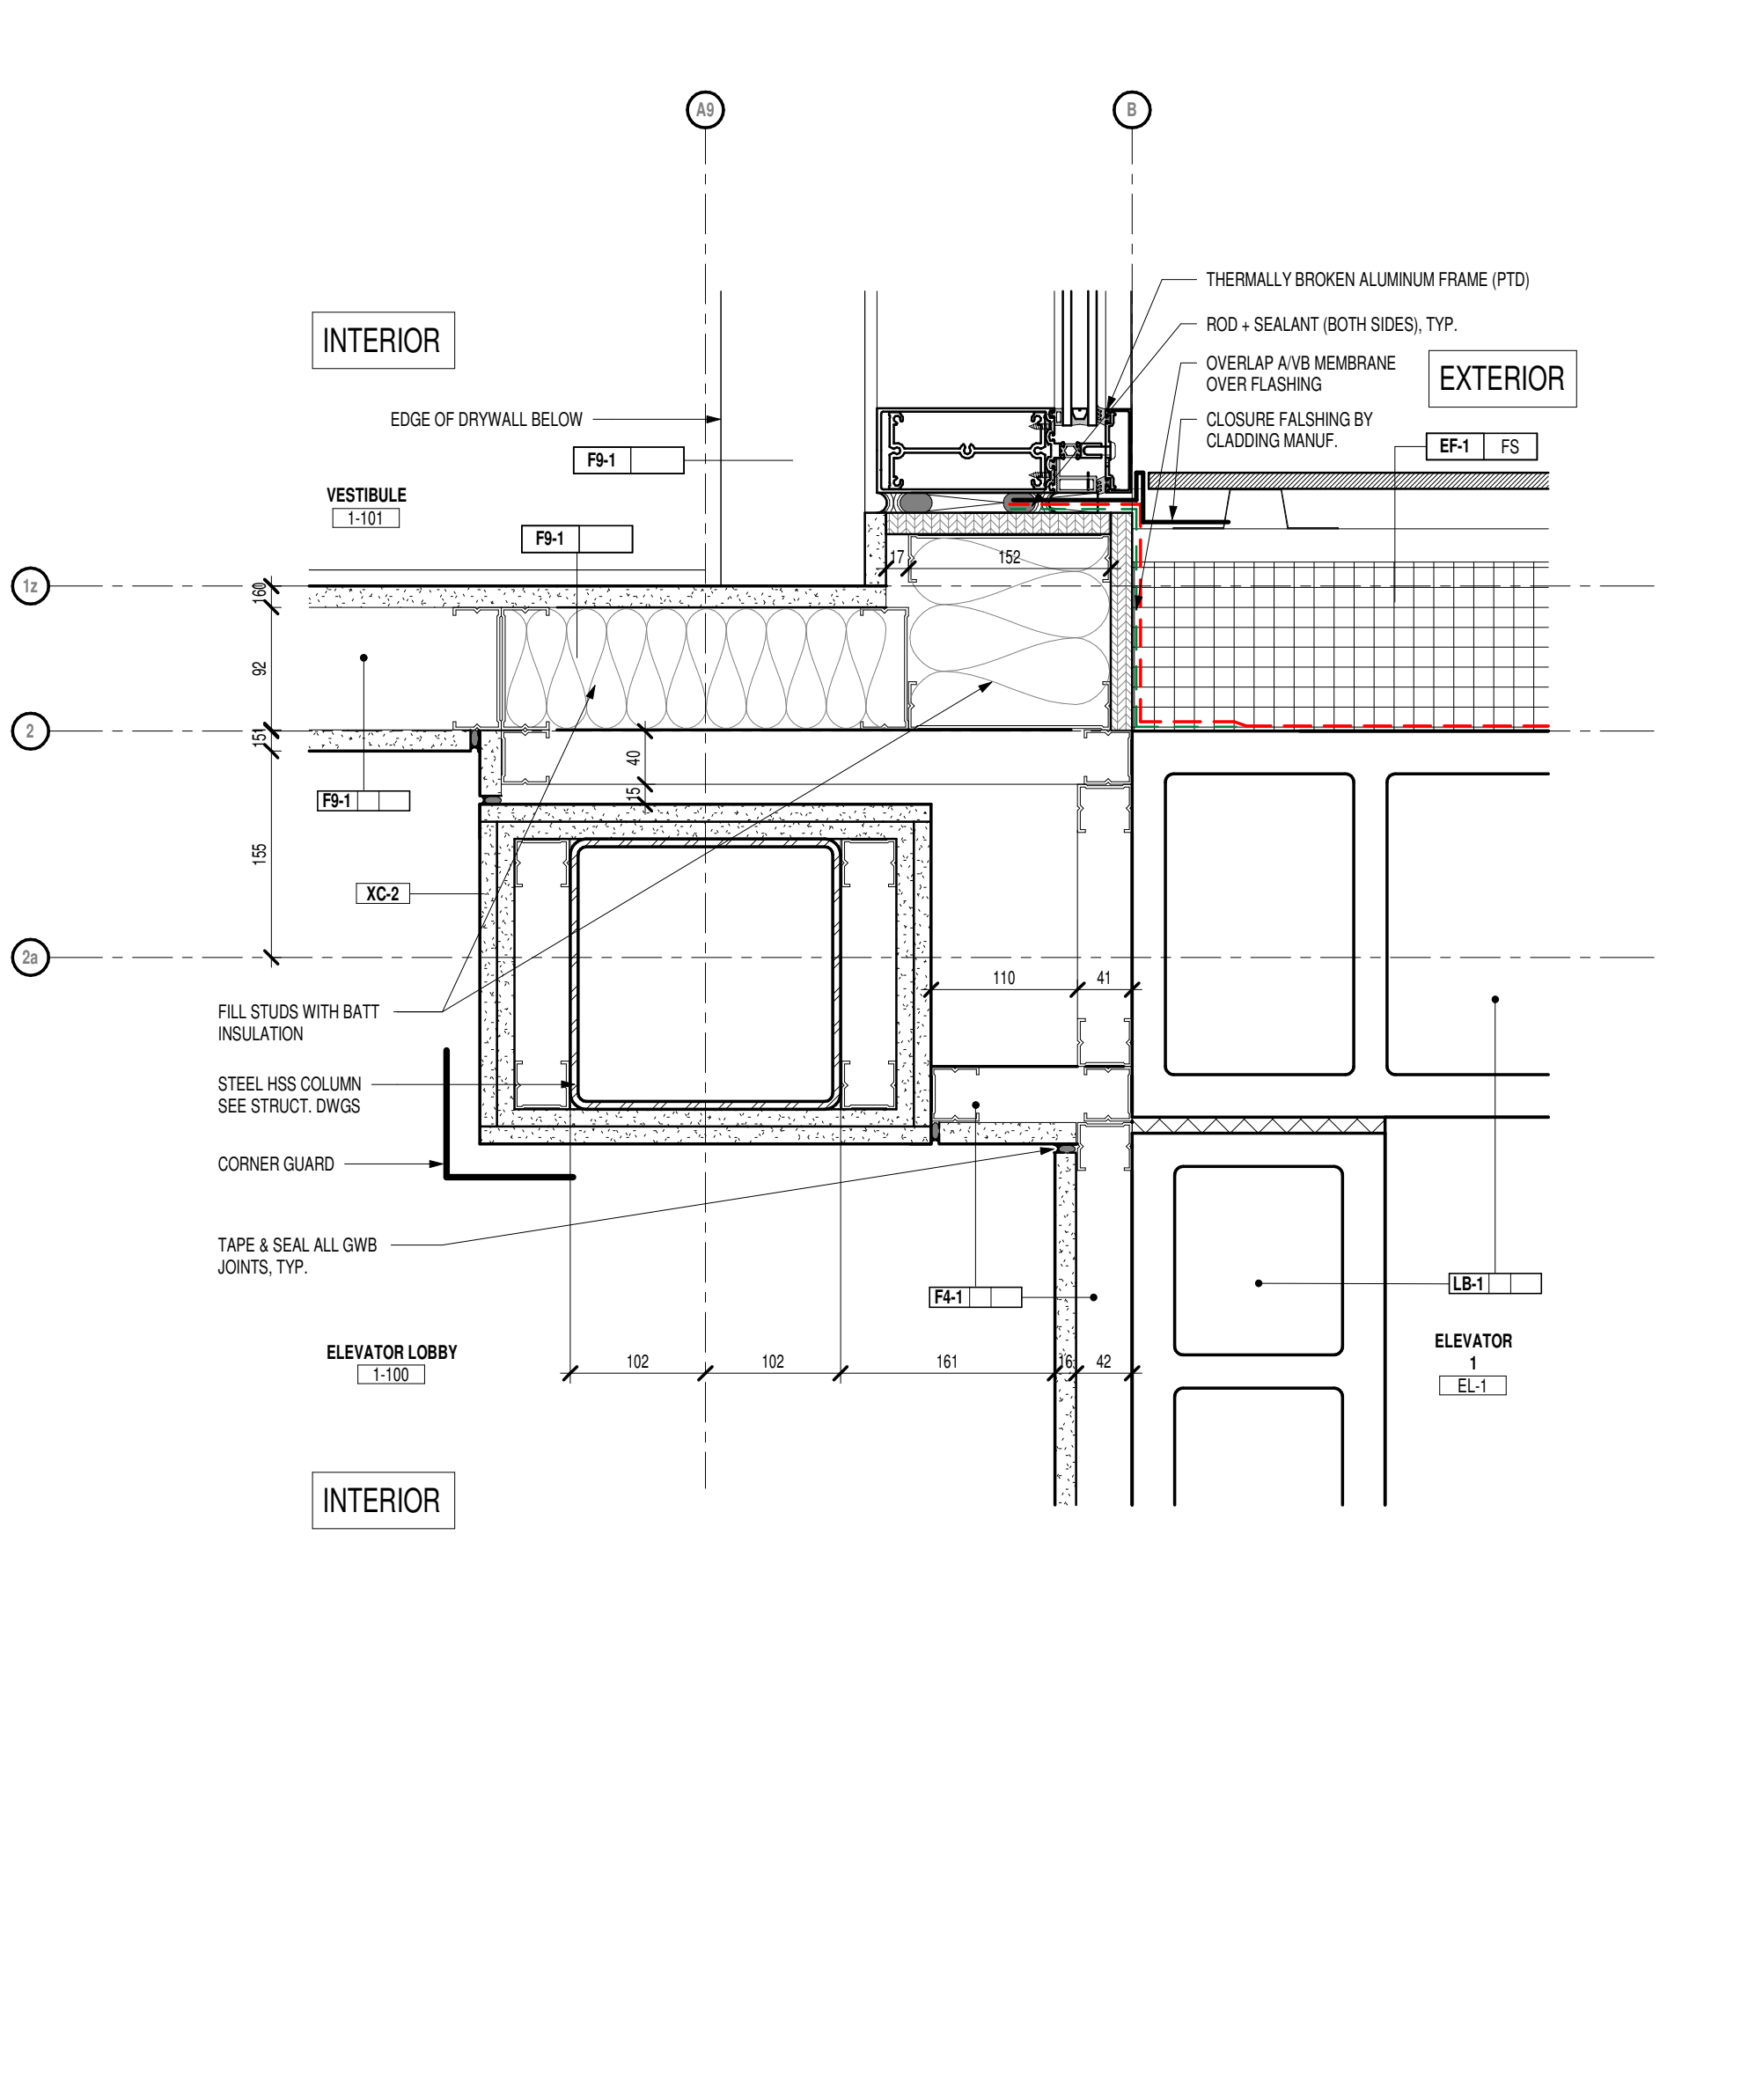 A9
B
THERMALLY BROKEN ALUMINUM FRAME (PTD)
INTERIOR
ROD + SEALANT (BOTH SIDES), TYP.
OVERLAP A/VB MEMBRANE
OVER FLASHING
EXTERIOR
EDGE OF DRYWALL BELOW
CLOSURE FALSHING BY
CLADDING MANUF.
EF-1 FS
F9-1
VESTIBULE
1-101
F9-1
17
152
1z
160
92
2
151
40
15
F9-1
155
XC-2
2a
110
41
FILL STUDS WITH BATT
INSULATION
STEEL HSS COLUMN
SEE STRUCT. DWGS
CORNER GUARD
TAPE & SEAL ALL GWB
JOINTS, TYP.
F4-1
LB-1
ELEVATOR LOBBY
1-100
102
102
161
16
42
ELEVATOR
1
EL-1
INTERIOR